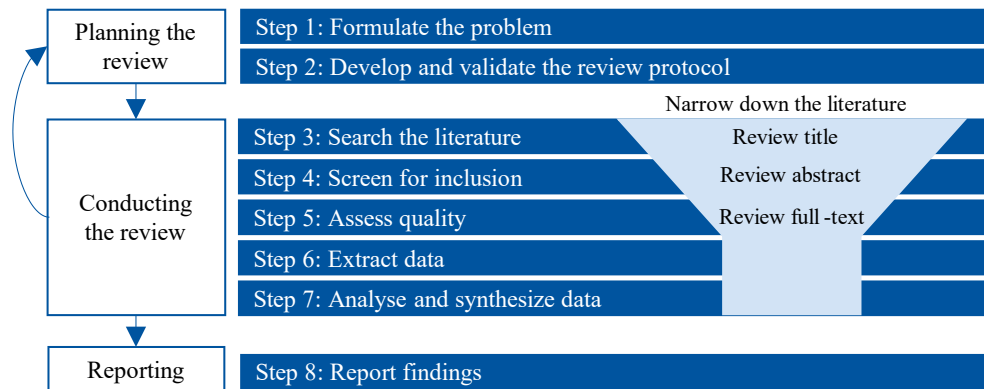 Planning the
review
Step 1: Formulate the problem
Step 2: Develop and validate the review protocol
Narrow down the literature
Conducting
the review
Step 3: Search the literature
Review title
Step 4: Screen for inclusion
Review abstract
Step 5: Assess quality
Review full -text
Step 6: Extract data
Step 7: Analyse and synthesize data
Reporting
Step 8: Report findings